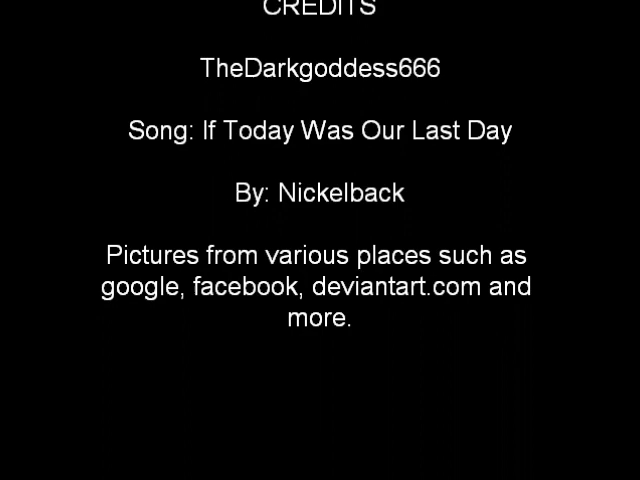 CREDITS
TheDarkgoddess666
Song: If Today Was Our Last Day
By: Nickelback
Pictures from various places such as
google, facebook, deviantart.com and
more.